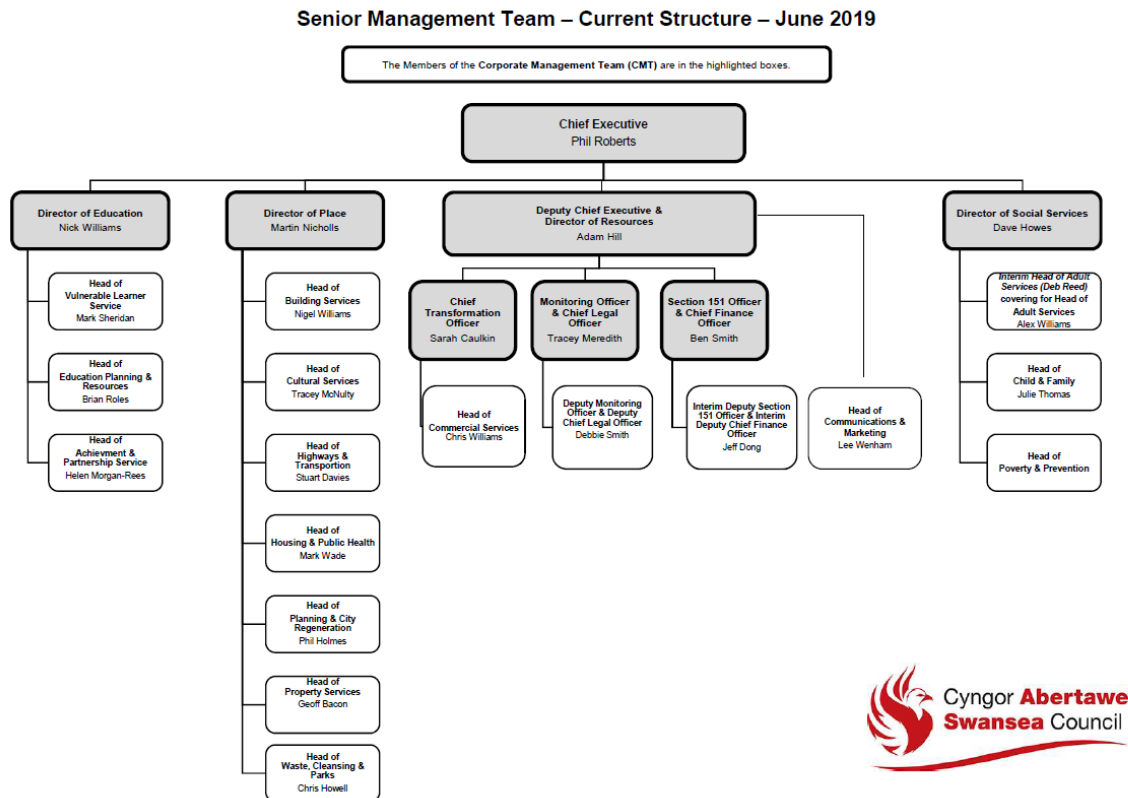 Senior Management Team – Current Structure – June 2019
The Members of the Corporate Management Team (CMT) are in the highlighted boxes.
Chief Executive
Phil Roberts
Director of Education
Nick Williams
Head of
Vulnerable Learner
Service
Mark Sheridan
Head of
Education Planning &
Resources
Brian Roles
Head of
Achievment &
Partnership Service
Helen Morgan-Rees
Director of Place
Martin Nicholls
Head of
Building Services
Nigel Williams
Head of
Cultural Services
Tracey McNulty
Head of
Highways &
Transportion
Stuart Davies
Head of
Housing & Public Health
Mark Wade
Head of
Planning & City
Regeneration
Phil Holmes
Head of
Property Services
Geoff Bacon
Head of
Waste, Cleansing &
Parks
Chris Howell
Deputy Chief Executive &
Director of Resources
Adam Hill
Chief
Transformation
Officer
Sarah Caulkin
Head of
Commercial Services
Chris Williams
Monitoring Officer
& Chief Legal
Officer
Tracey Meredith
Deputy Monitoring
Officer & Deputy
Chief Legal Officer
Debbie Smith
Section 151 Officer
& Chief Finance
Officer
Ben Smith
Interim Deputy Section
151 Officer & Interim
Deputy Chief Finance
Officer
Jeff Dong
Head of
Communications &
Marketing
Lee Wenham
Director of Social Services
Dave Howes
Interim Head of Adult
Services (Deb Reed)
covering for Head of
Adult Services
Alex Williams
Head of
Child & Family
Julie Thomas
Head of
Poverty & Prevention
Cyngor Abertawe
Swansea Council